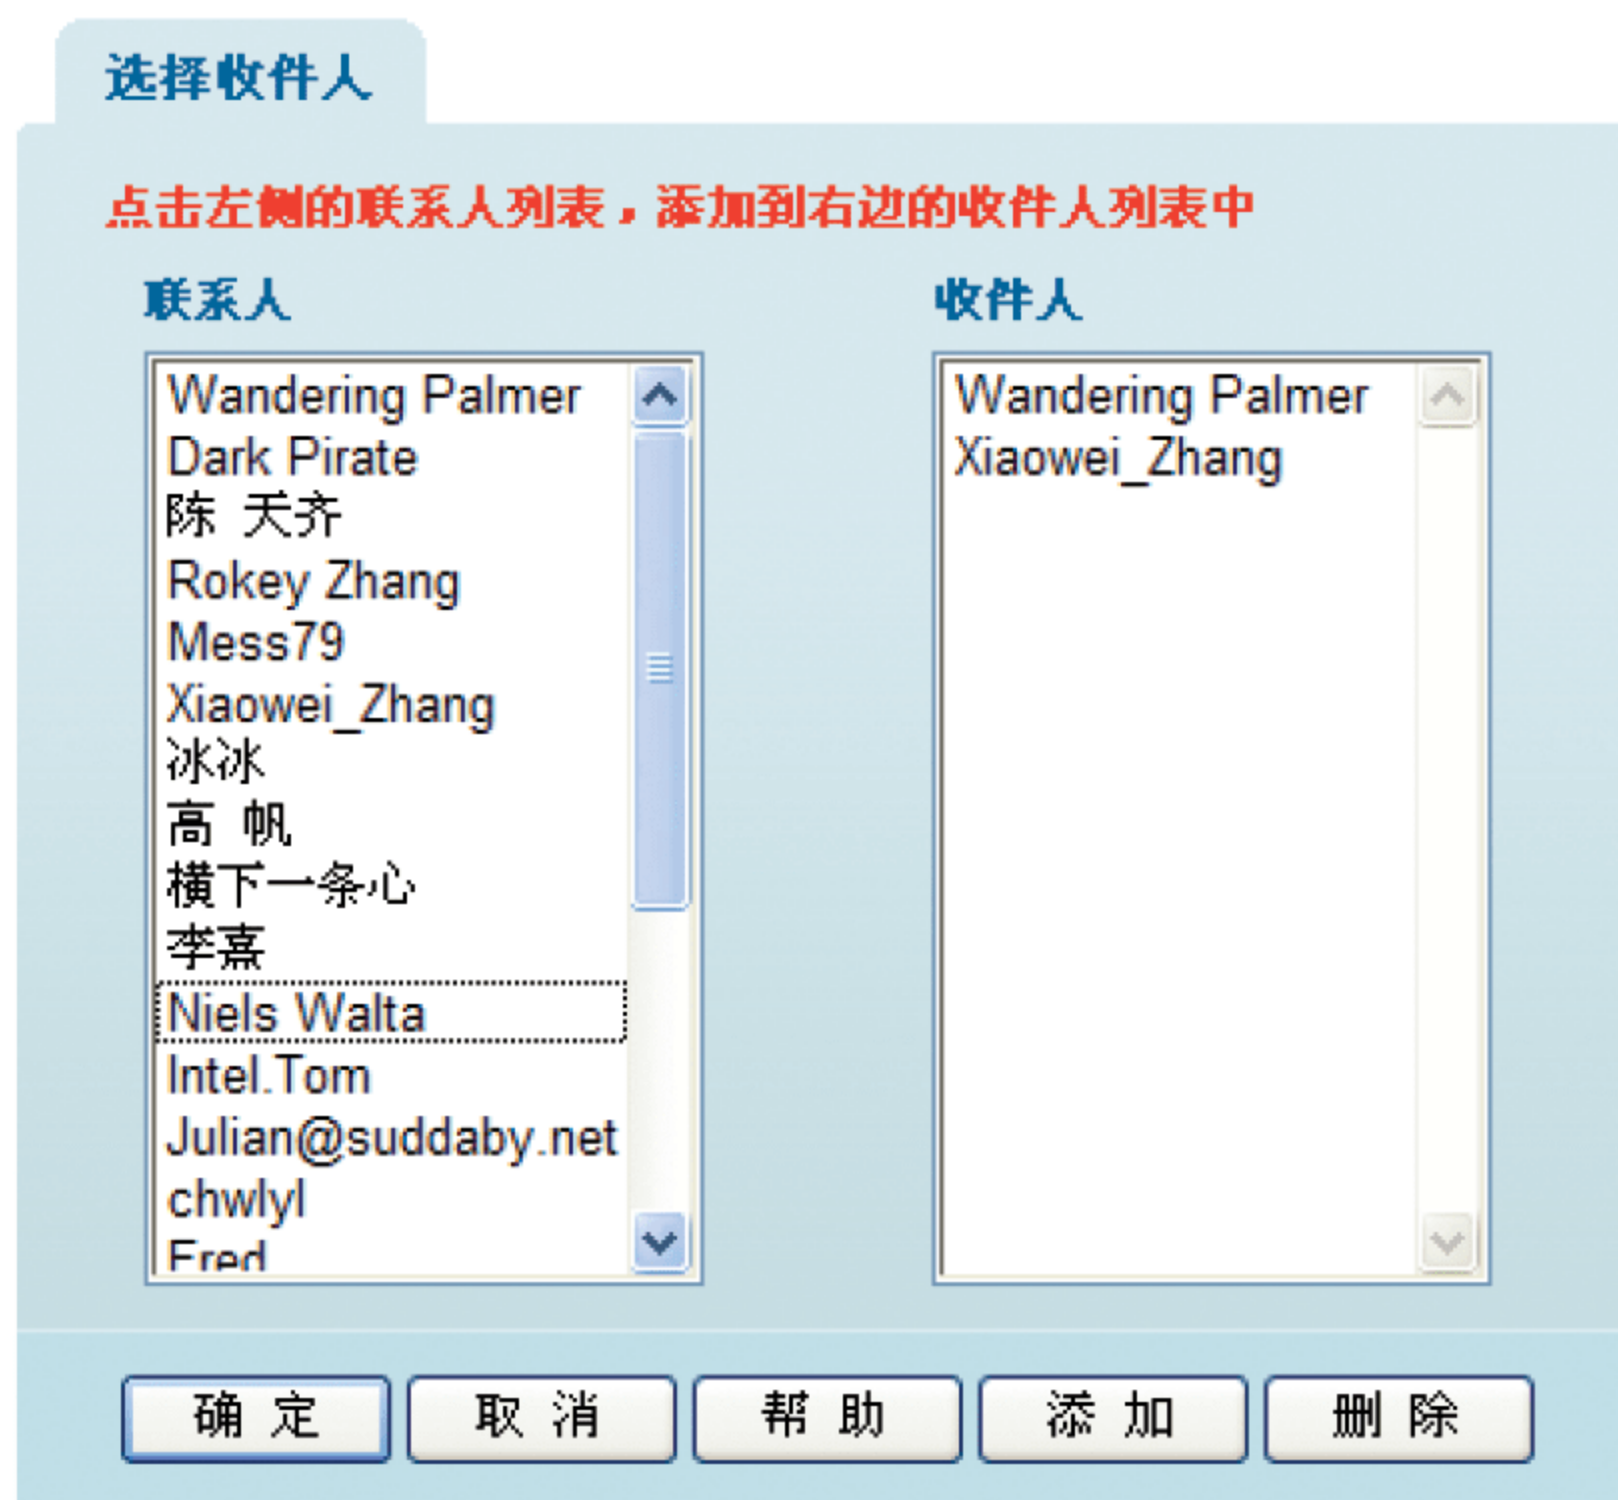 选择收件人
点击左侧的联系人列表，添加到右边的收件人列表中
联系人
Wandering Palmer
Dark Pirate
陈 天齐
Rokey Zhang
Mess79
Xiaowei_Zhang
冰冰
高 帆
横下一条心
李熹
Niels Walta
Intel.Tom
Julian@suddaby.net
chwlyl
Fred
收件人
Wandering Palmer
Xiaowei_Zhang
确 定 取 消 帮 助 添 加 删 除